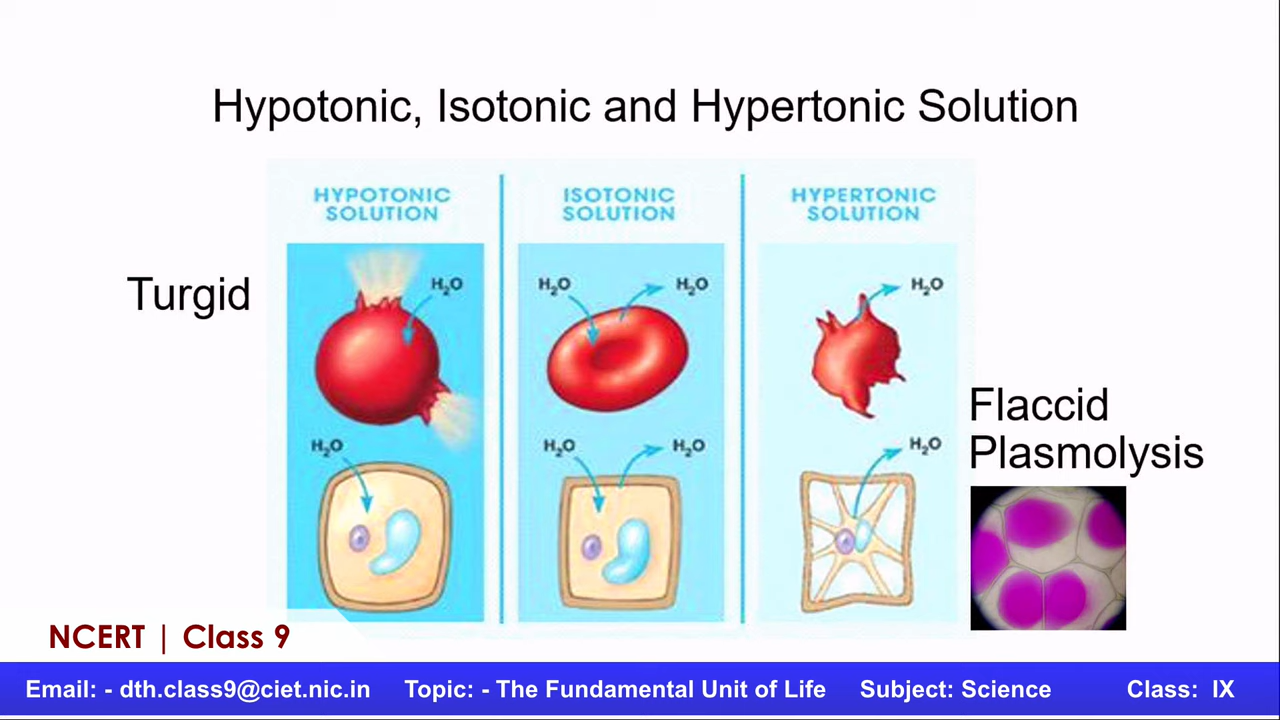 Hypotonic, Isotonic and Hypertonic Solution
HYPOTONIC
SOLUTION
ISOTONIC
SOLUTION
HYPERTONIC
SOLUTION
Turgid
H₂O
H₂O
H₂O
H₂O
Flaccid
Plasmolysis
H₂O
H₂O
H₂O
H₂O
NCERT | Class 9
Email: - dth.class9@ciet.nic.in Topic: - The Fundamental Unit of Life Subject: Science Class: IX